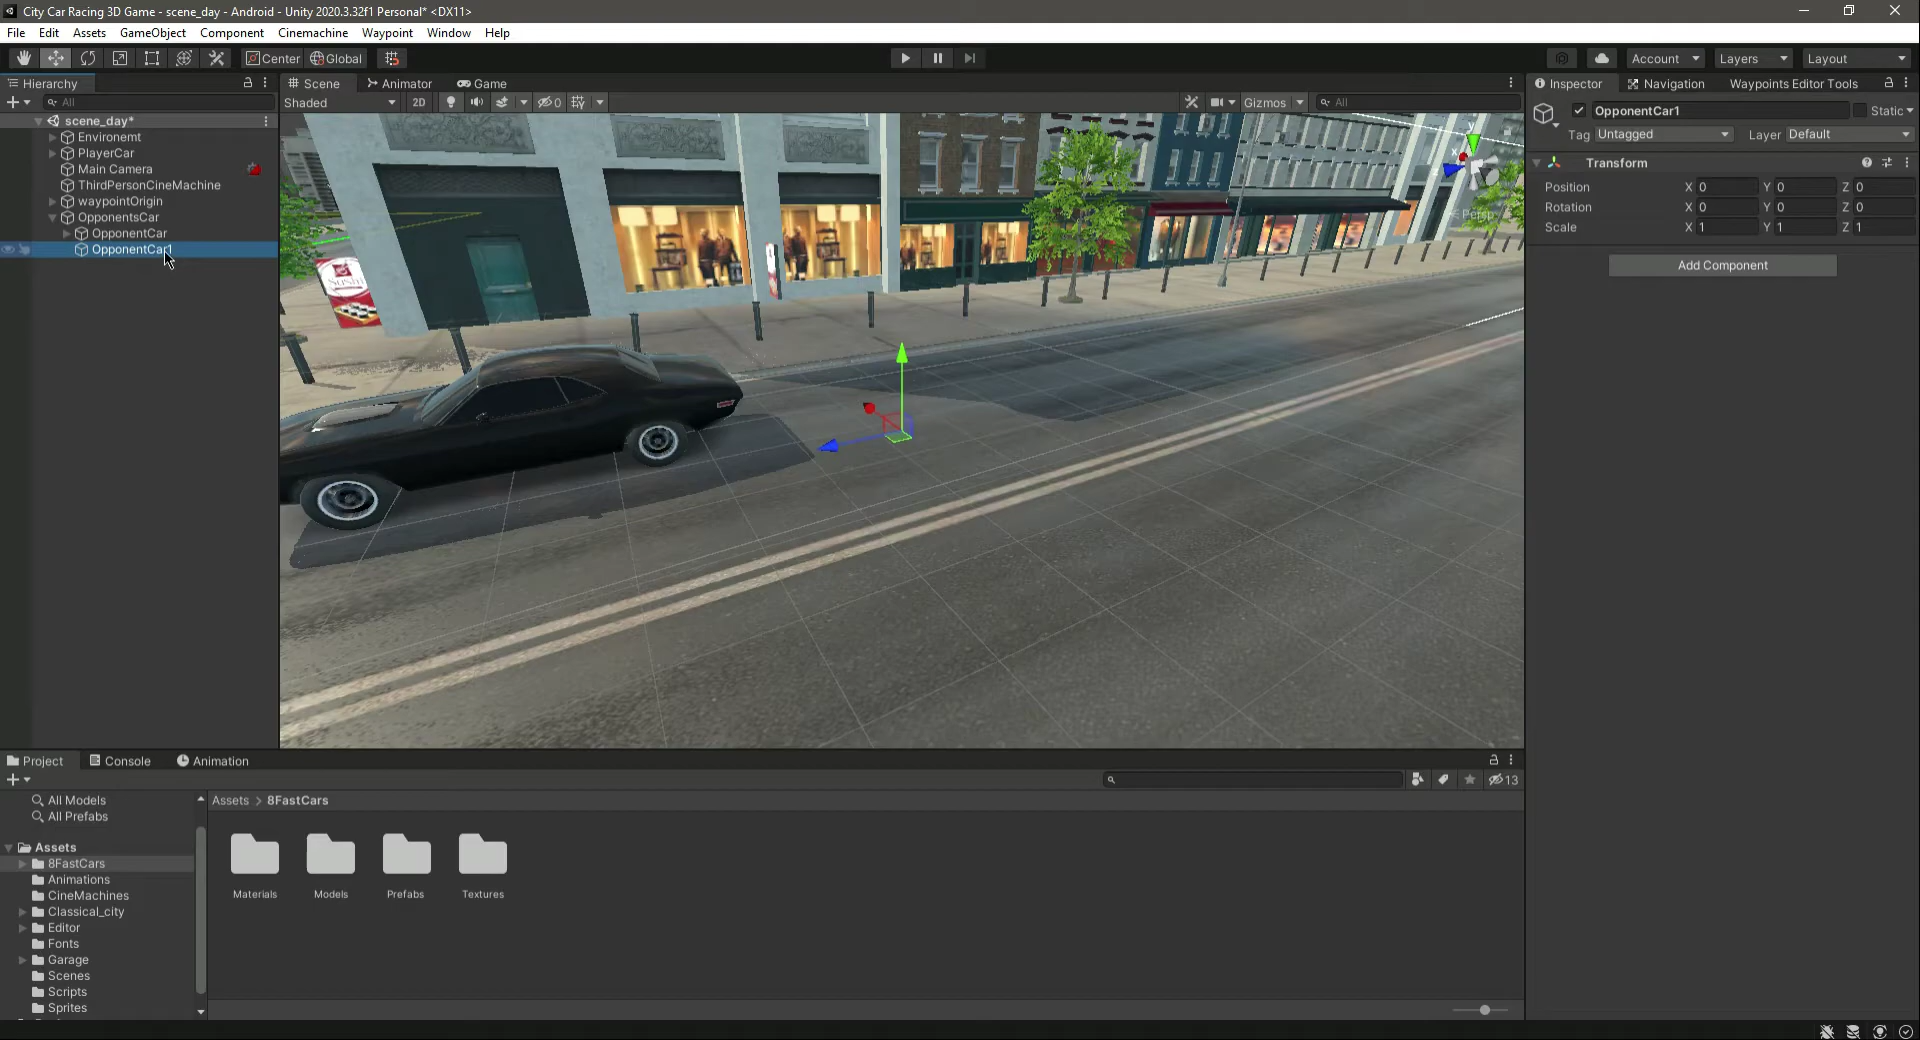 City Car Racing 3D Game - scene_day - Android - Unity 2020.3.32f1 Personal* <DX11>
File Edit Assets GameObject Component Cinemachine Waypoint Window Help
Center Global Account Layers Layout
Hierarchy
All
scene_day*
Environemt
PlayerCar
Main Camera
ThirdPersonCineMachine
waypointOrigin
OpponentsCar
OpponentCar
OpponentCar1
Scene Animator Game
Shaded 2D 0 Gizmos All
Persp
Sushi
Inspector Navigation Waypoints Editor Tools
OpponentCar1 Static
Tag Untagged Layer Default
Transform
Position X 0 Y 0 Z 0
Rotation X 0 Y 0 Z 0
Scale X 1 Y 1 Z 1
Add Component
Project Console Animation
13
All Models
All Prefabs
Assets
8FastCars
Animations
CineMachines
Classical_city
Editor
Fonts
Garage
Scenes
Scripts
Sprites
Assets > 8FastCars
Materials Models Prefabs Textures